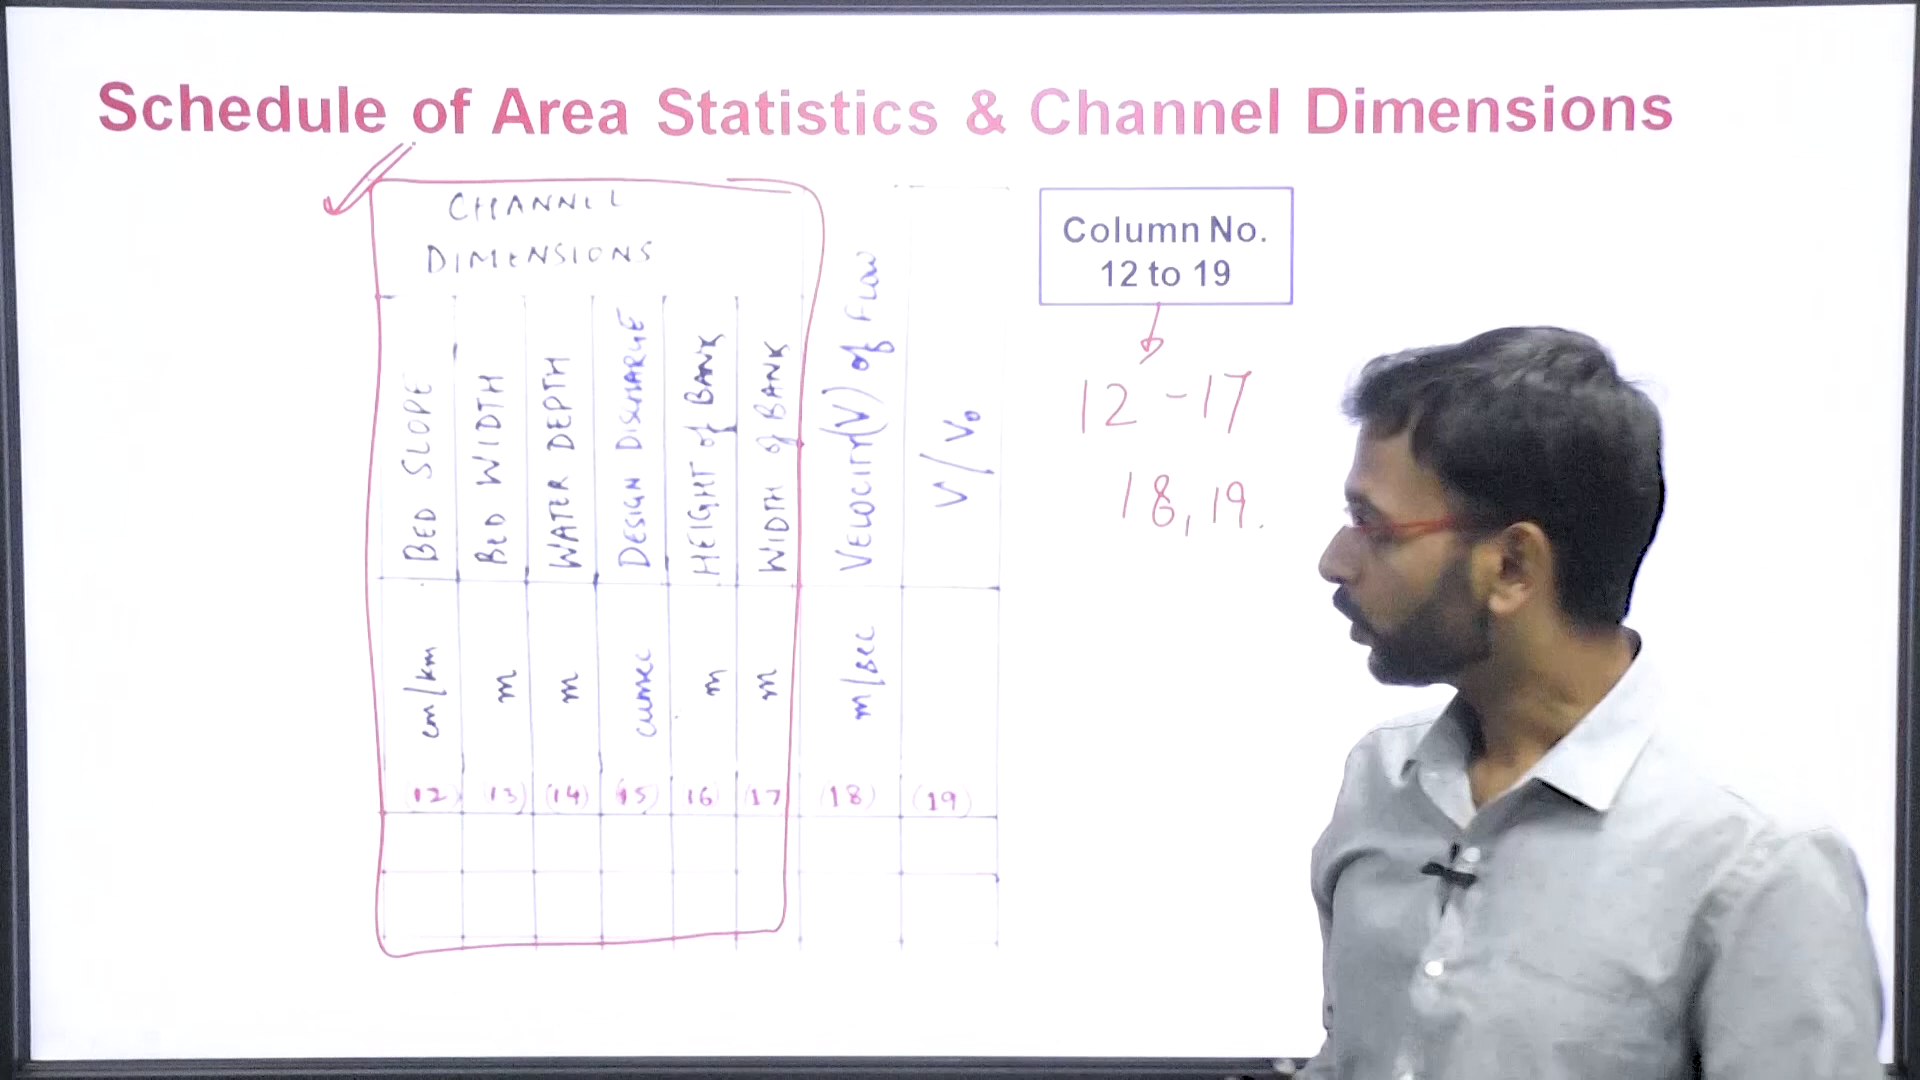 Schedule of Area Statistics & Channel Dimensions
CHANNEL
DIMENSIONS
BED SLOPE
BED WIDTH
WATER DEPTH
DESIGN DISCHARGE
HEIGHT of BANK
WIDTH of BANK
VELOCITY(V) of FLOW
V/V₀
cm/km
m
m
cumec
m
m
m/sec
(12) (13) (14) (15) 16) (17 (18) (19)
Column No.
12 to 19
12 - 17
18, 19.